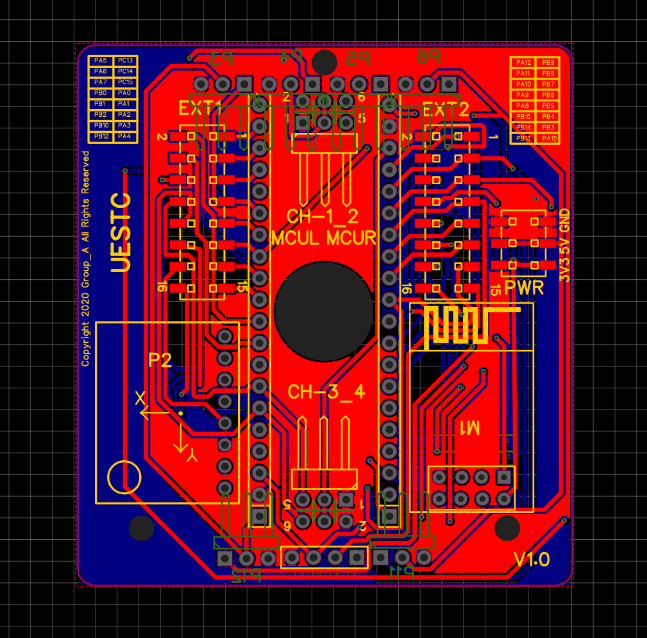 P3
P4
P5
P6
PA5 PC13
PA6 PC14
PA7 PC15
PB0 PA0
PB1 PA1
PB2 PA2
PB10 PA3
PB12 PA4
PA12 PB9
PA11 PB8
PA10 PB7
PA9 PB6
PA8 PB5
PB15 PB4
PB14 PB3
PB13 PA15
EXT1
EXT2
2
1
2
6
1
5
2
1
UESTC
Copyright 2020 Group_A All Rights Reserved
CH-1_2
MCUL MCUR
3V3 5V GND
PWR
16
15
16
15
P2
X
Y
CH-3_4
M1
5
1
6
2
P12
P11
V1.0